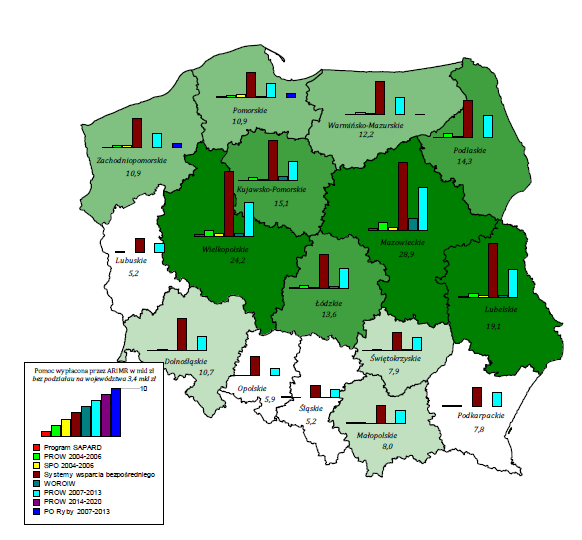 Pomorskie
10,9
Warmińsko-Mazurskie
12,2
Podlaskie
14,3
Zachodniopomorskie
10,9
Kujawsko-Pomorskie
15,1
Wielkopolskie
24,2
Mazowieckie
28,9
Lubuskie
5,2
Łódzkie
13,6
Lubelskie
19,1
Dolnośląskie
10,7
Świętokrzyskie
7,9
Opolskie
5,9
Śląskie
5,2
Małopolskie
8,0
Podkarpackie
7,8
Pomoc wypłacona przez ARiMR w mld zł
bez podziału na województwa 3,4 mld zł
10
Program SAPARD
PROW 2004-2006
SPO 2004-2006
Systemy wsparcia bezpośredniego
WOROIW
PROW 2007-2013
PROW 2014-2020
PO Ryby 2007-2013